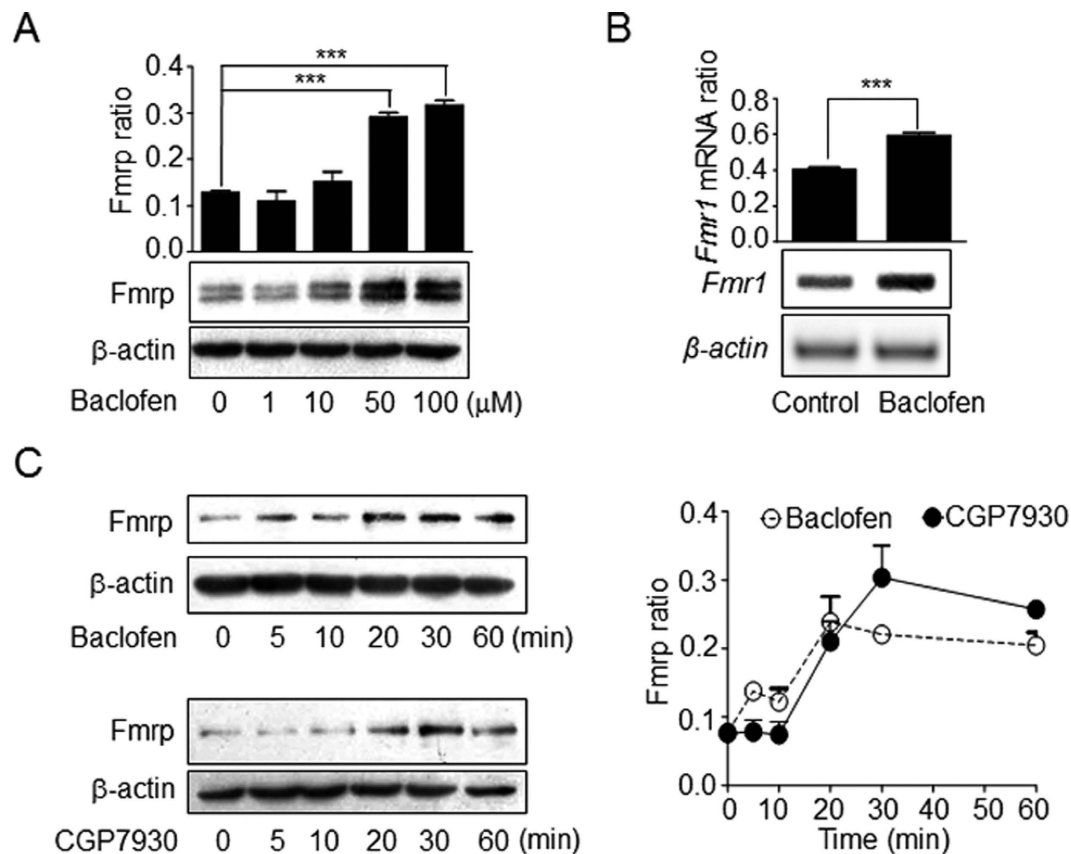 A
***
***
0.4
0.3
0.2
0.1
0.0
Fmrp ratio
Fmrp
β-actin
Baclofen 0 1 10 50 100 (μM)
B
***
0.8
0.6
0.4
0.2
0.0
Fmr1 mRNA ratio
Fmr1
β-actin
Control Baclofen
C
Fmrp
β-actin
Baclofen 0 5 10 20 30 60 (min)
Fmrp
β-actin
CGP7930 0 5 10 20 30 60 (min)
Baclofen CGP7930
0.4
0.3
0.2
0.1
0.0
Fmrp ratio
0 10 20 30 40 50 60
Time (min)